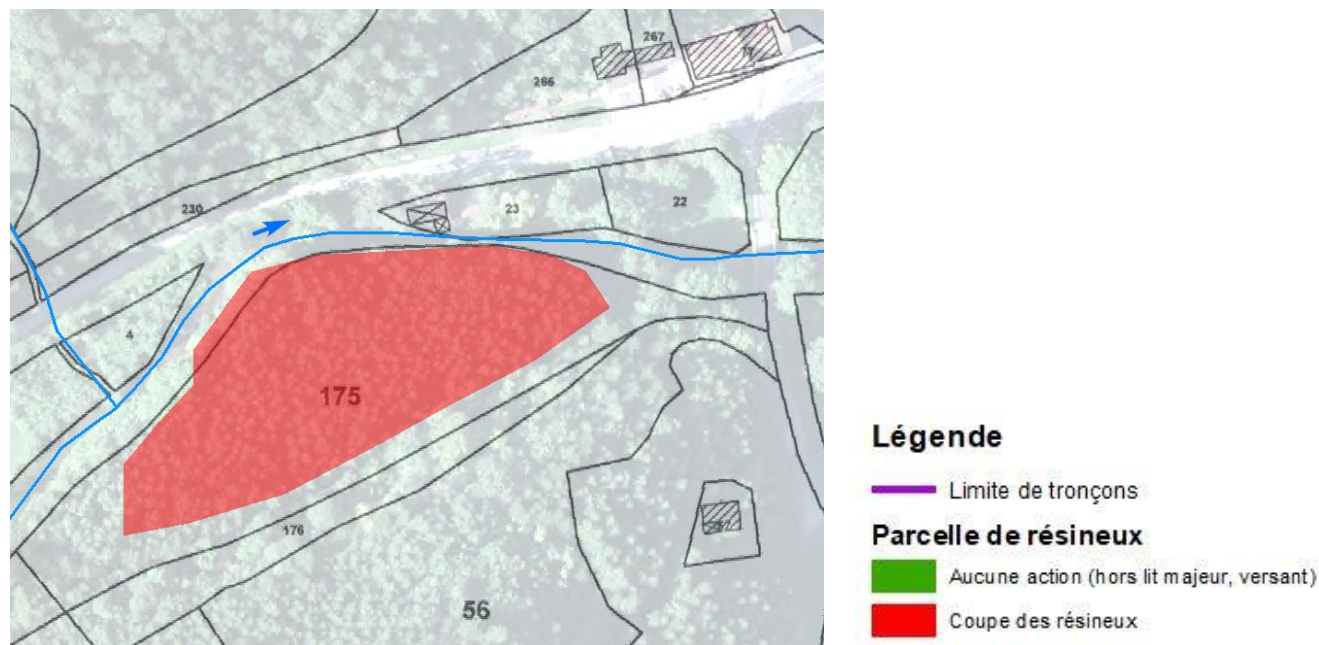 267
266
230
23
22
4
175
176
56
Légende
Limite de tronçons
Parcelle de résineux
Aucune action (hors lit majeur, versant)
Coupe des résineux